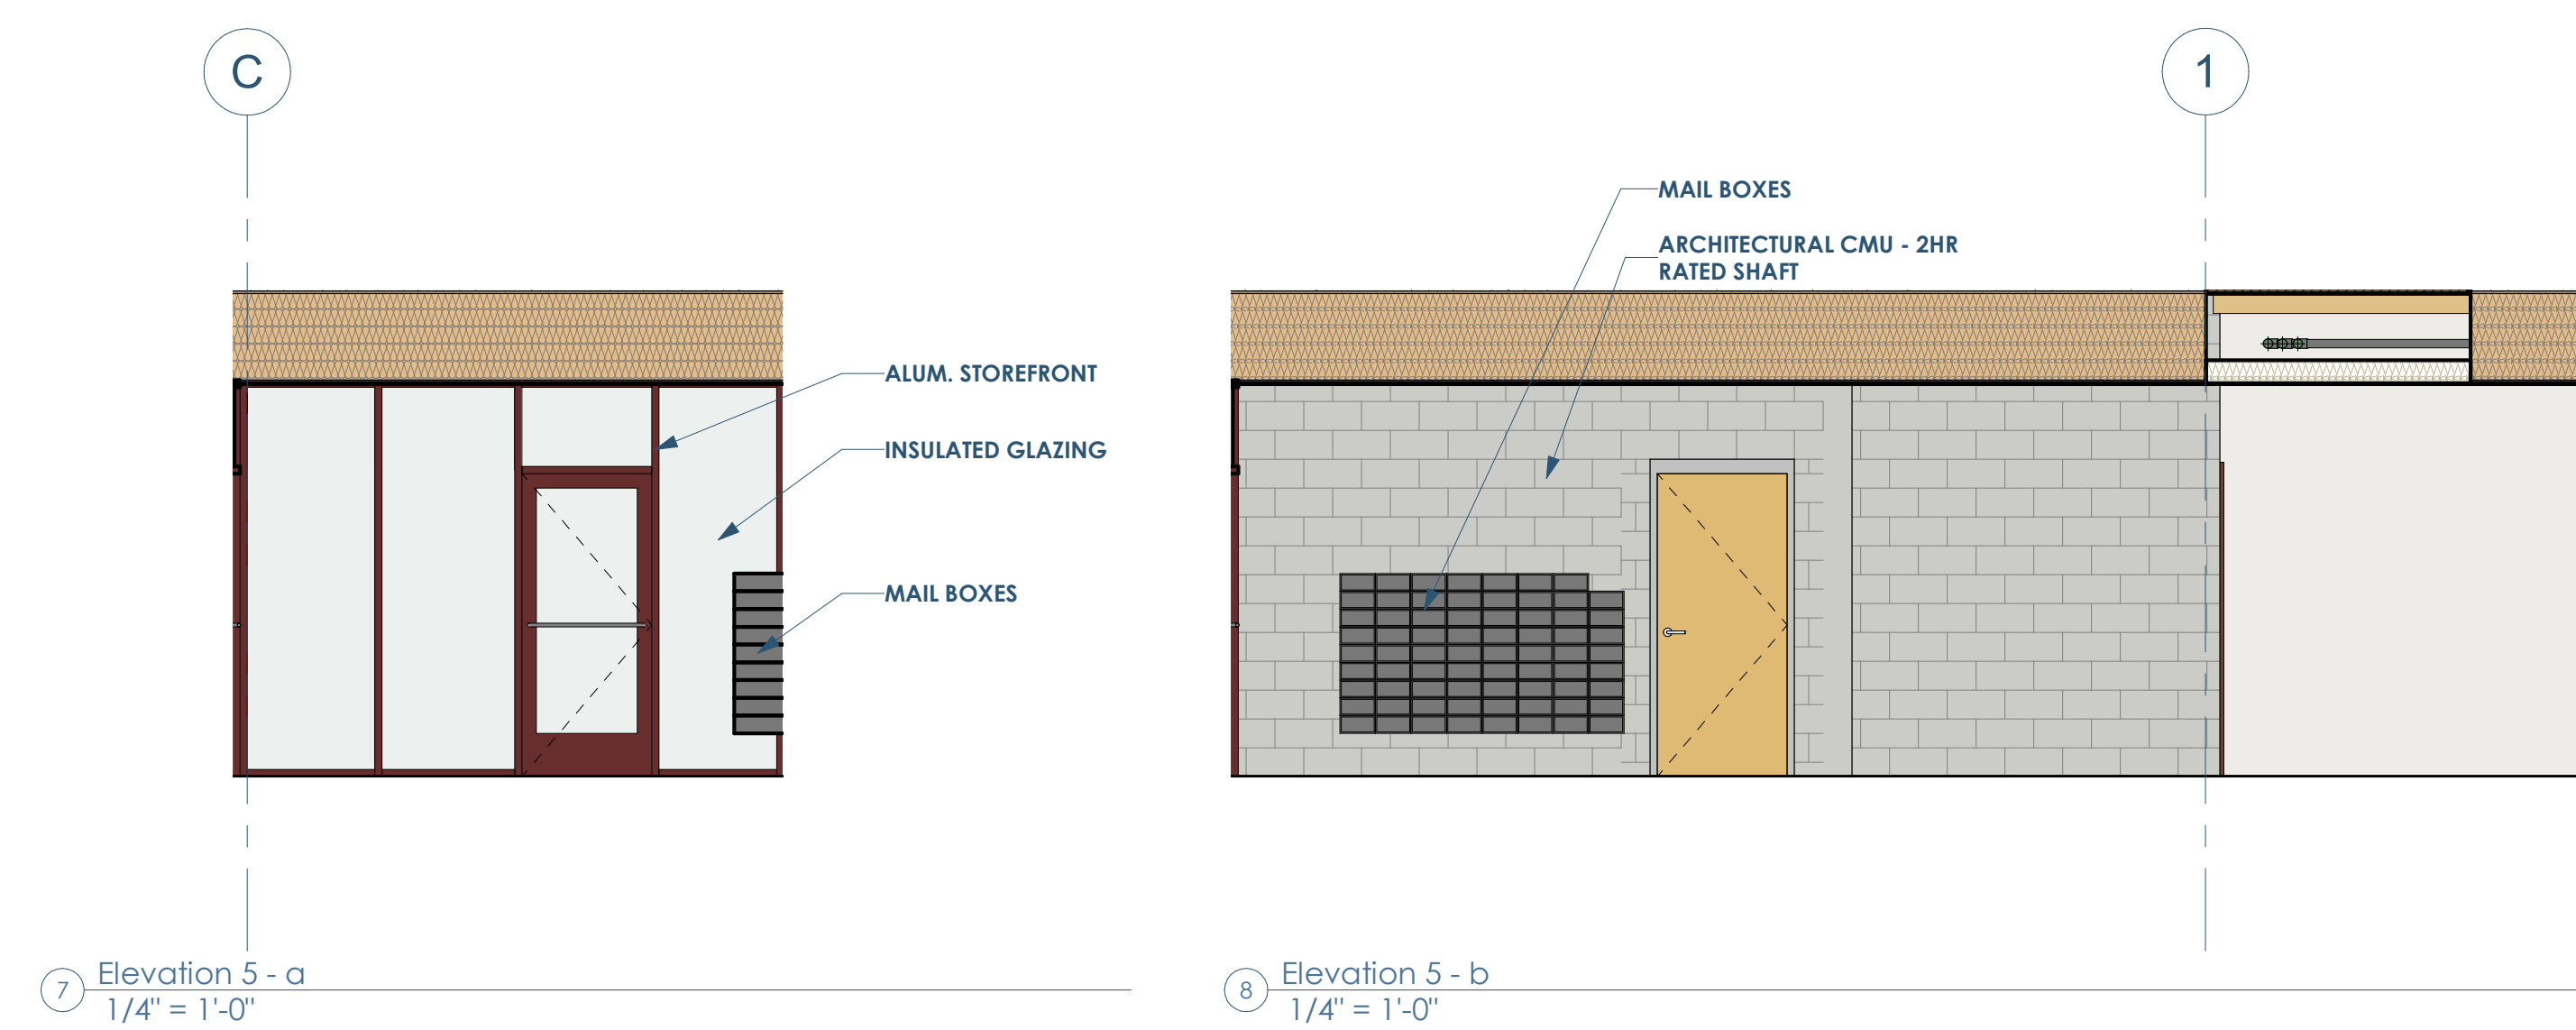 C
1
MAIL BOXES
ARCHITECTURAL CMU - 2HR
RATED SHAFT
ALUM. STOREFRONT
INSULATED GLAZING
MAIL BOXES
7
Elevation 5 - a
1/4" = 1'-0"
8
Elevation 5 - b
1/4" = 1'-0"